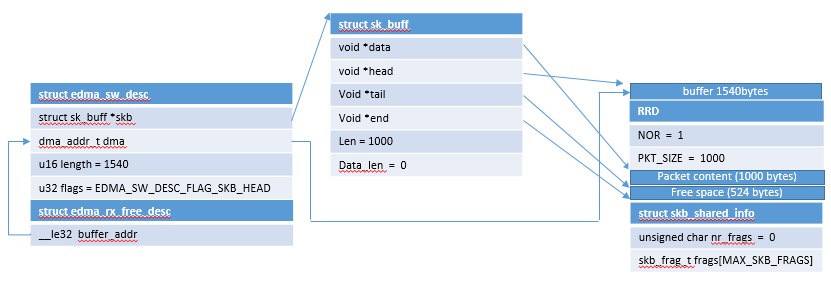 struct edma_sw_desc
struct sk_buff *skb
dma_addr_t dma
u16 length = 1540
u32 flags = EDMA_SW_DESC_FLAG_SKB_HEAD
struct edma_rx_free_desc
__le32 buffer_addr
struct sk_buff
void *data
void *head
Void *tail
Void *end
Len = 1000
Data_len = 0
buffer 1540bytes
RRD
NOR = 1
PKT_SIZE = 1000
Packet content (1000 bytes)
Free space (524 bytes)
struct skb_shared_info
unsigned char nr_frags = 0
skb_frag_t frags[MAX_SKB_FRAGS]